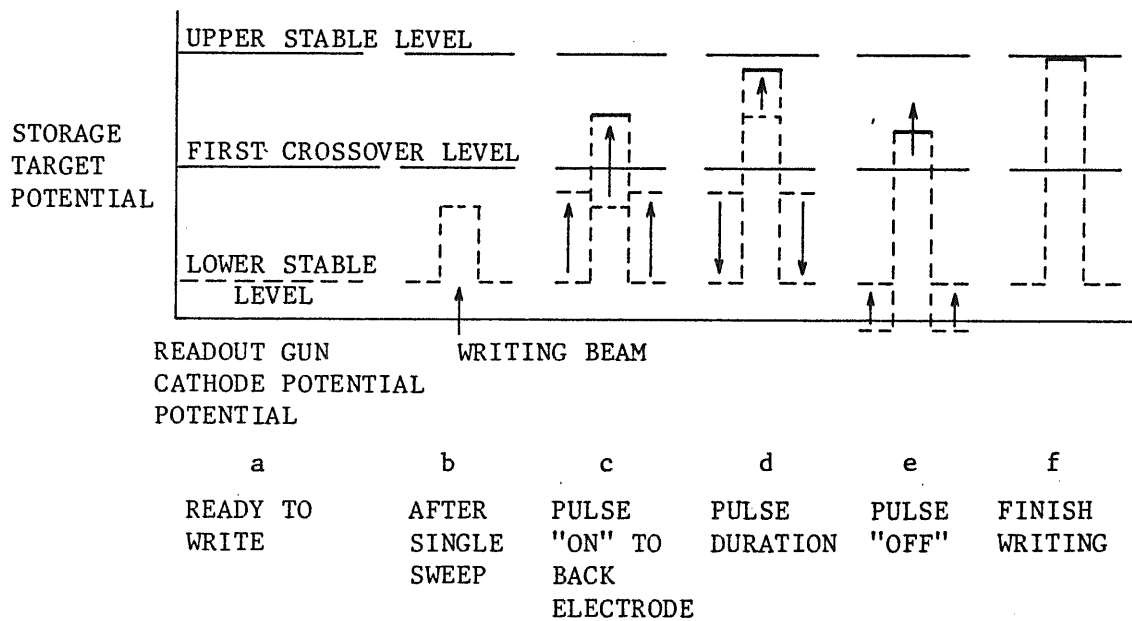 UPPER STABLE LEVEL
STORAGE
TARGET
POTENTIAL
FIRST CROSSOVER LEVEL
LOWER STABLE
LEVEL
READOUT GUN
CATHODE POTENTIAL
POTENTIAL
WRITING BEAM
a b c d e f
READY TO
WRITE
AFTER
SINGLE
SWEEP
PULSE
"ON" TO
BACK
ELECTRODE
PULSE
DURATION
PULSE
"OFF"
FINISH
WRITING